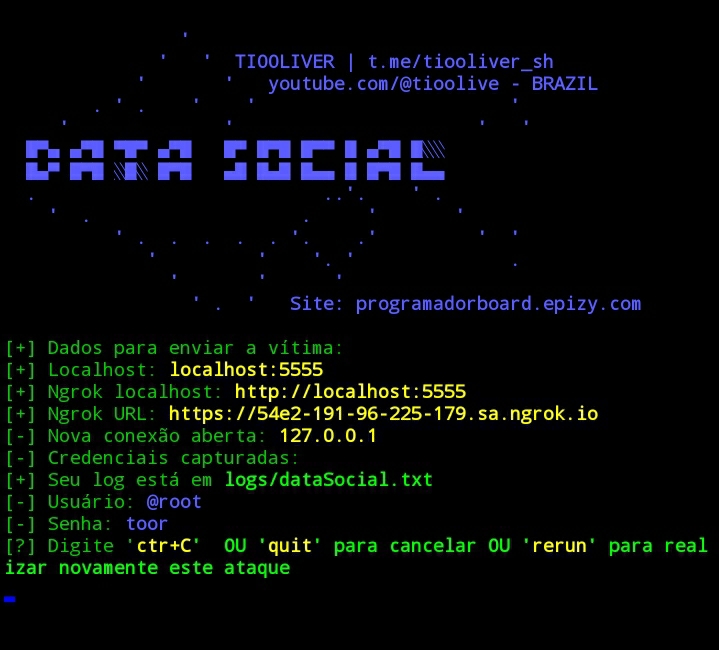 TIOOLIVER | t.me/tiooliver_sh
youtube.com/@tioolive - BRAZIL
DATA SOCIAL
Site: programadorboard.epizy.com
[+] Dados para enviar a vítima:
[+] Localhost: localhost:5555
[+] Ngrok localhost: http://localhost:5555
[+] Ngrok URL: https://54e2-191-96-225-179.sa.ngrok.io
[-] Nova conexão aberta: 127.0.0.1
[-] Credenciais capturadas:
[+] Seu log está em logs/dataSocial.txt
[-] Usuário: @root
[-] Senha: toor
[?] Digite 'ctr+C'  OU 'quit' para cancelar OU 'rerun' para real
izar novamente este ataque